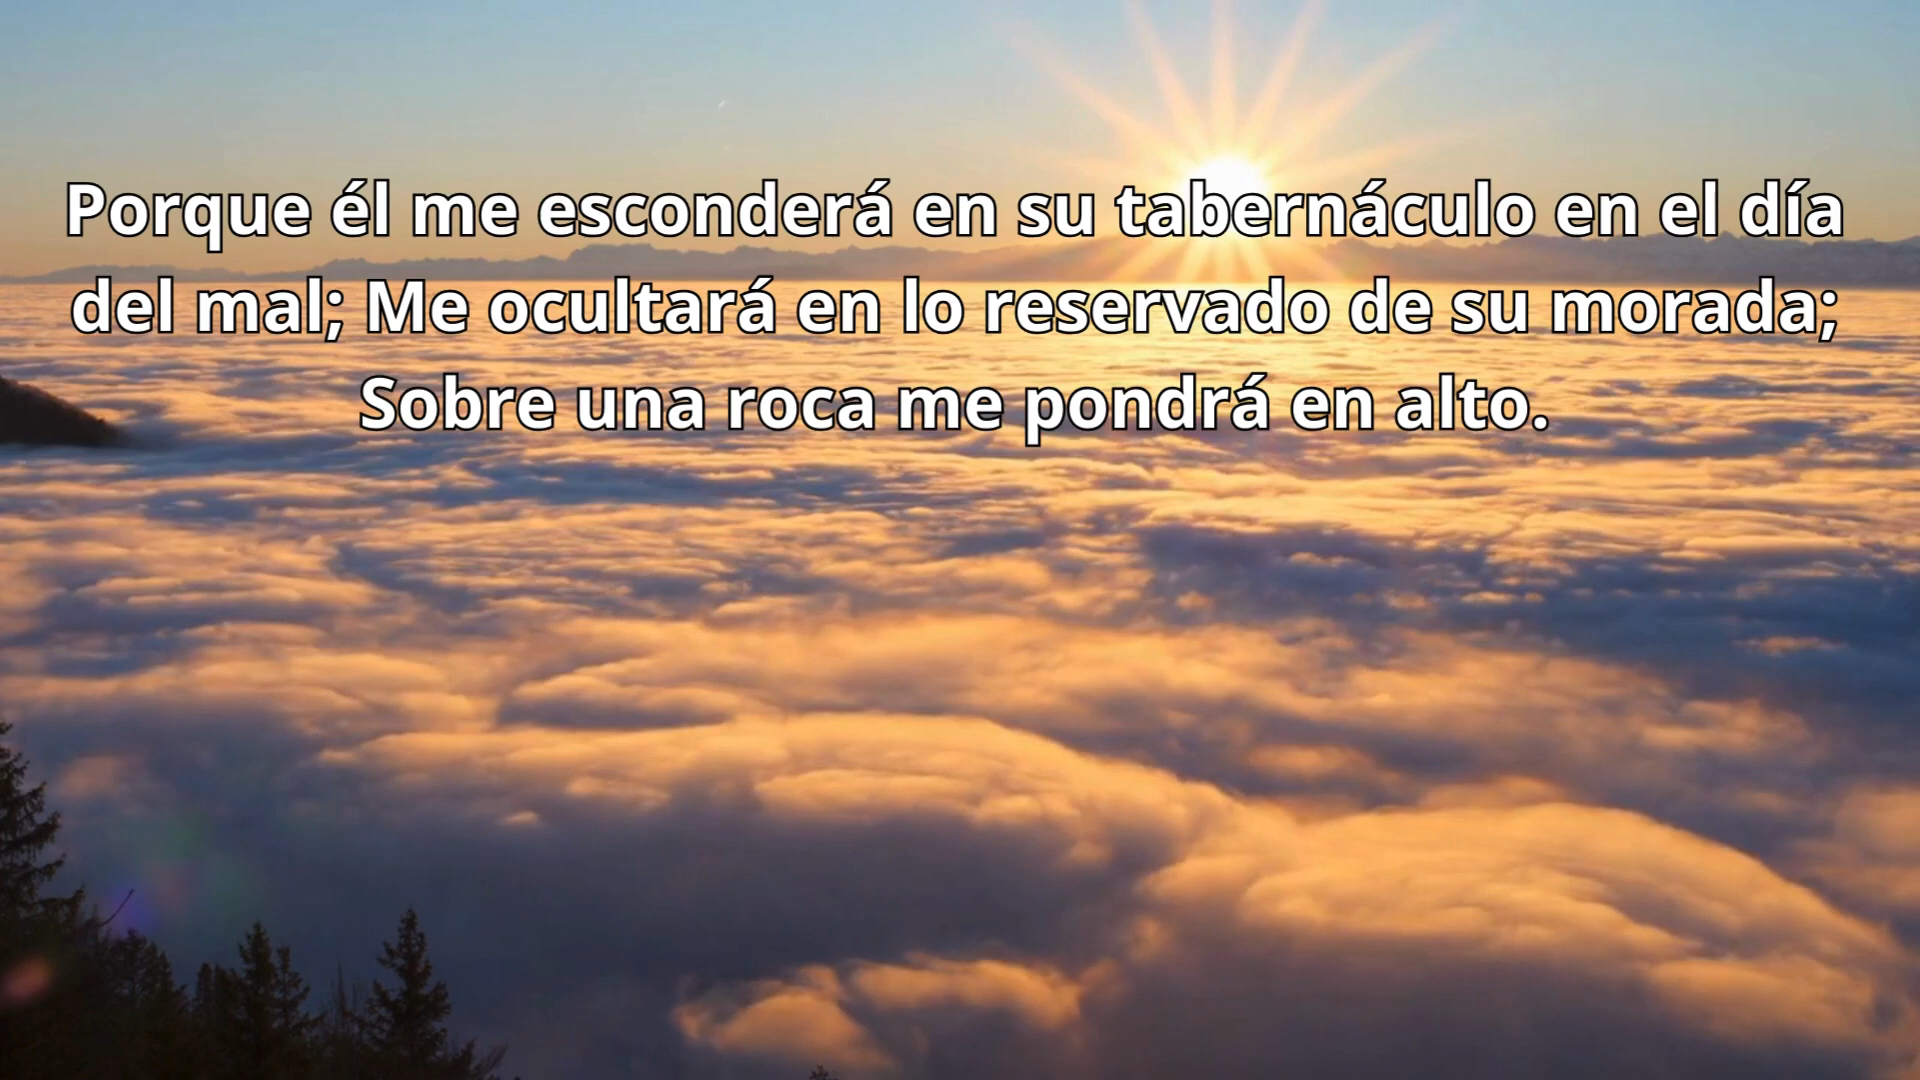 Porque él me esconderá en su tabernáculo en el día
del mal; Me ocultará en lo reservado de su morada;
Sobre una roca me pondrá en alto.